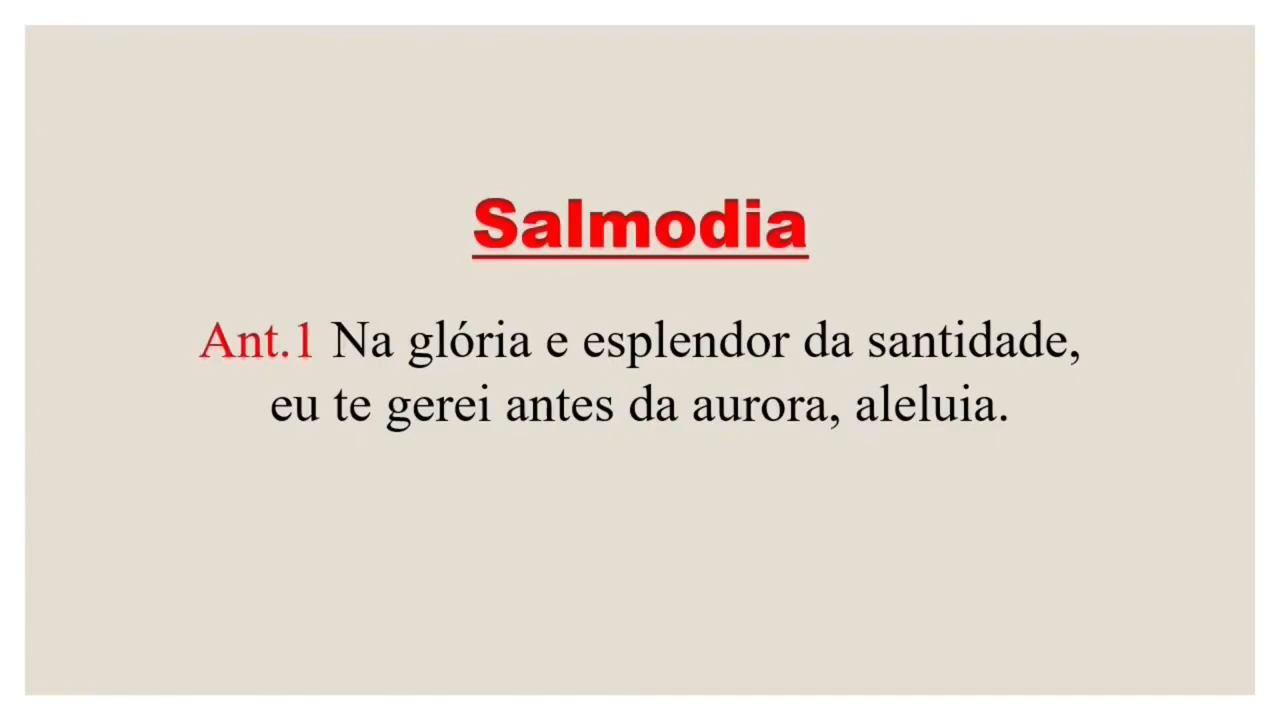 Salmodia
Ant.1 Na glória e esplendor da santidade,
eu te gerei antes da aurora, aleluia.